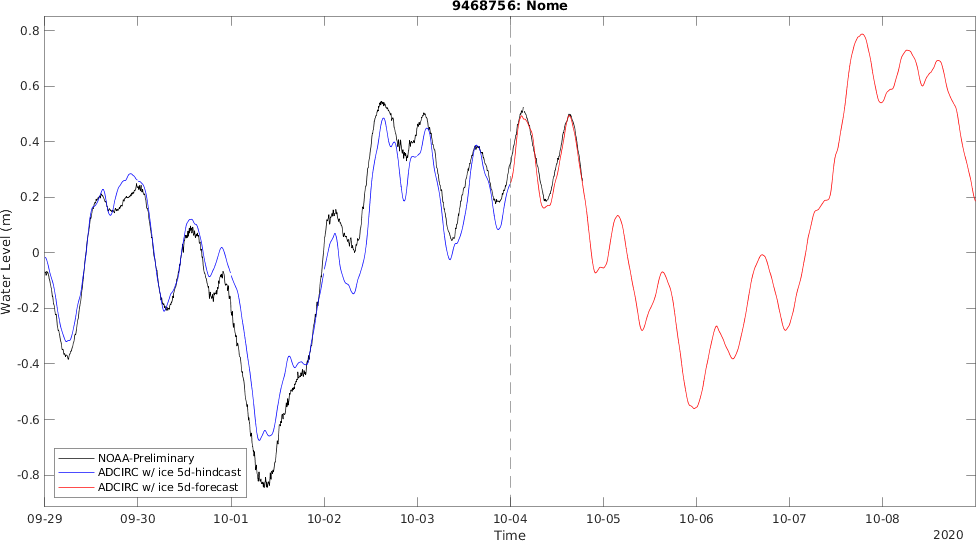 9468756: Nome
0.8
0.6
0.4
0.2
0
-0.2
-0.4
-0.6
-0.8
Water Level (m)
NOAA-Preliminary
ADCIRC w/ ice 5d-hindcast
ADCIRC w/ ice 5d-forecast
09-29 09-30 10-01 10-02 10-03 10-04 10-05 10-06 10-07 10-08
Time
2020